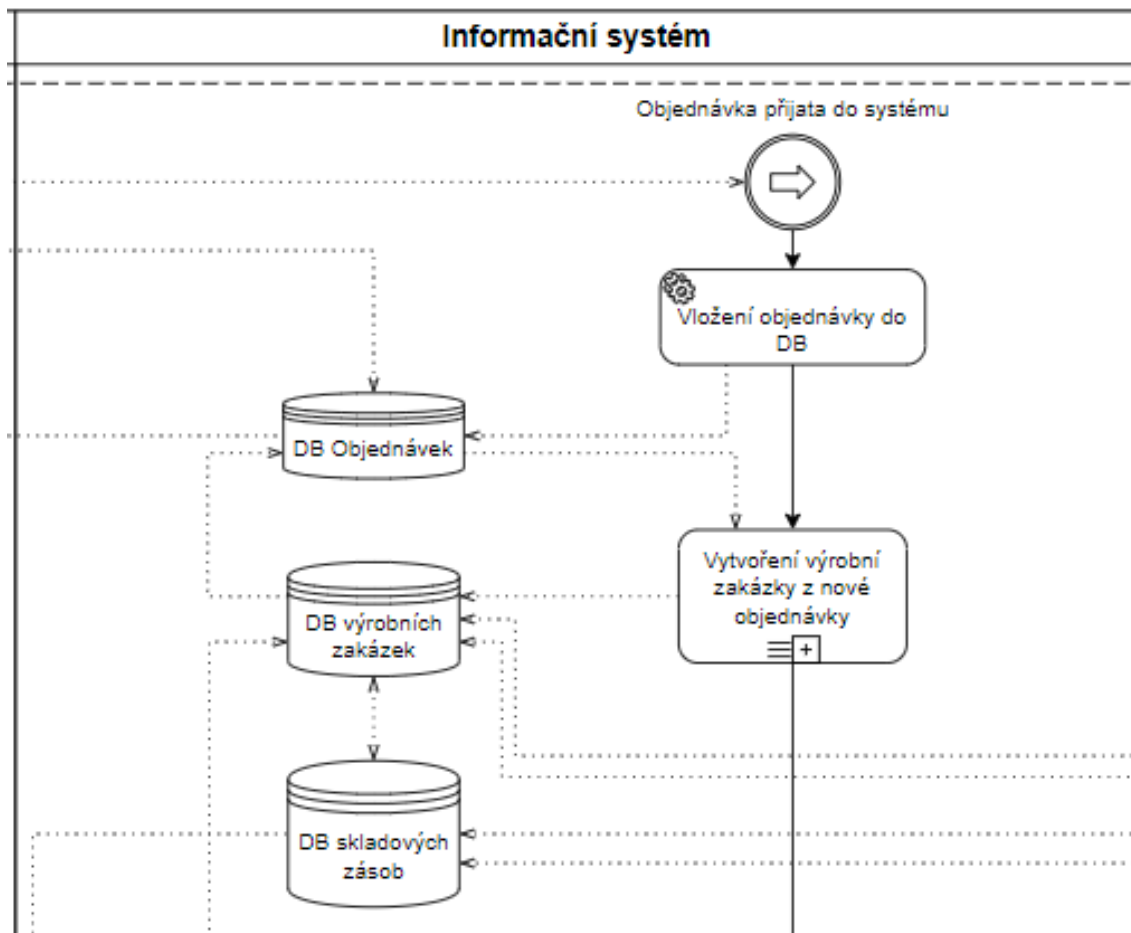 Informační systém
Objednávka přijata do systému
Vložení objednávky do
DB
DB Objednávek
Vytvoření výrobní
zakázky z nové
objednávky
DB výrobních
zakázek
DB skladových
zásob